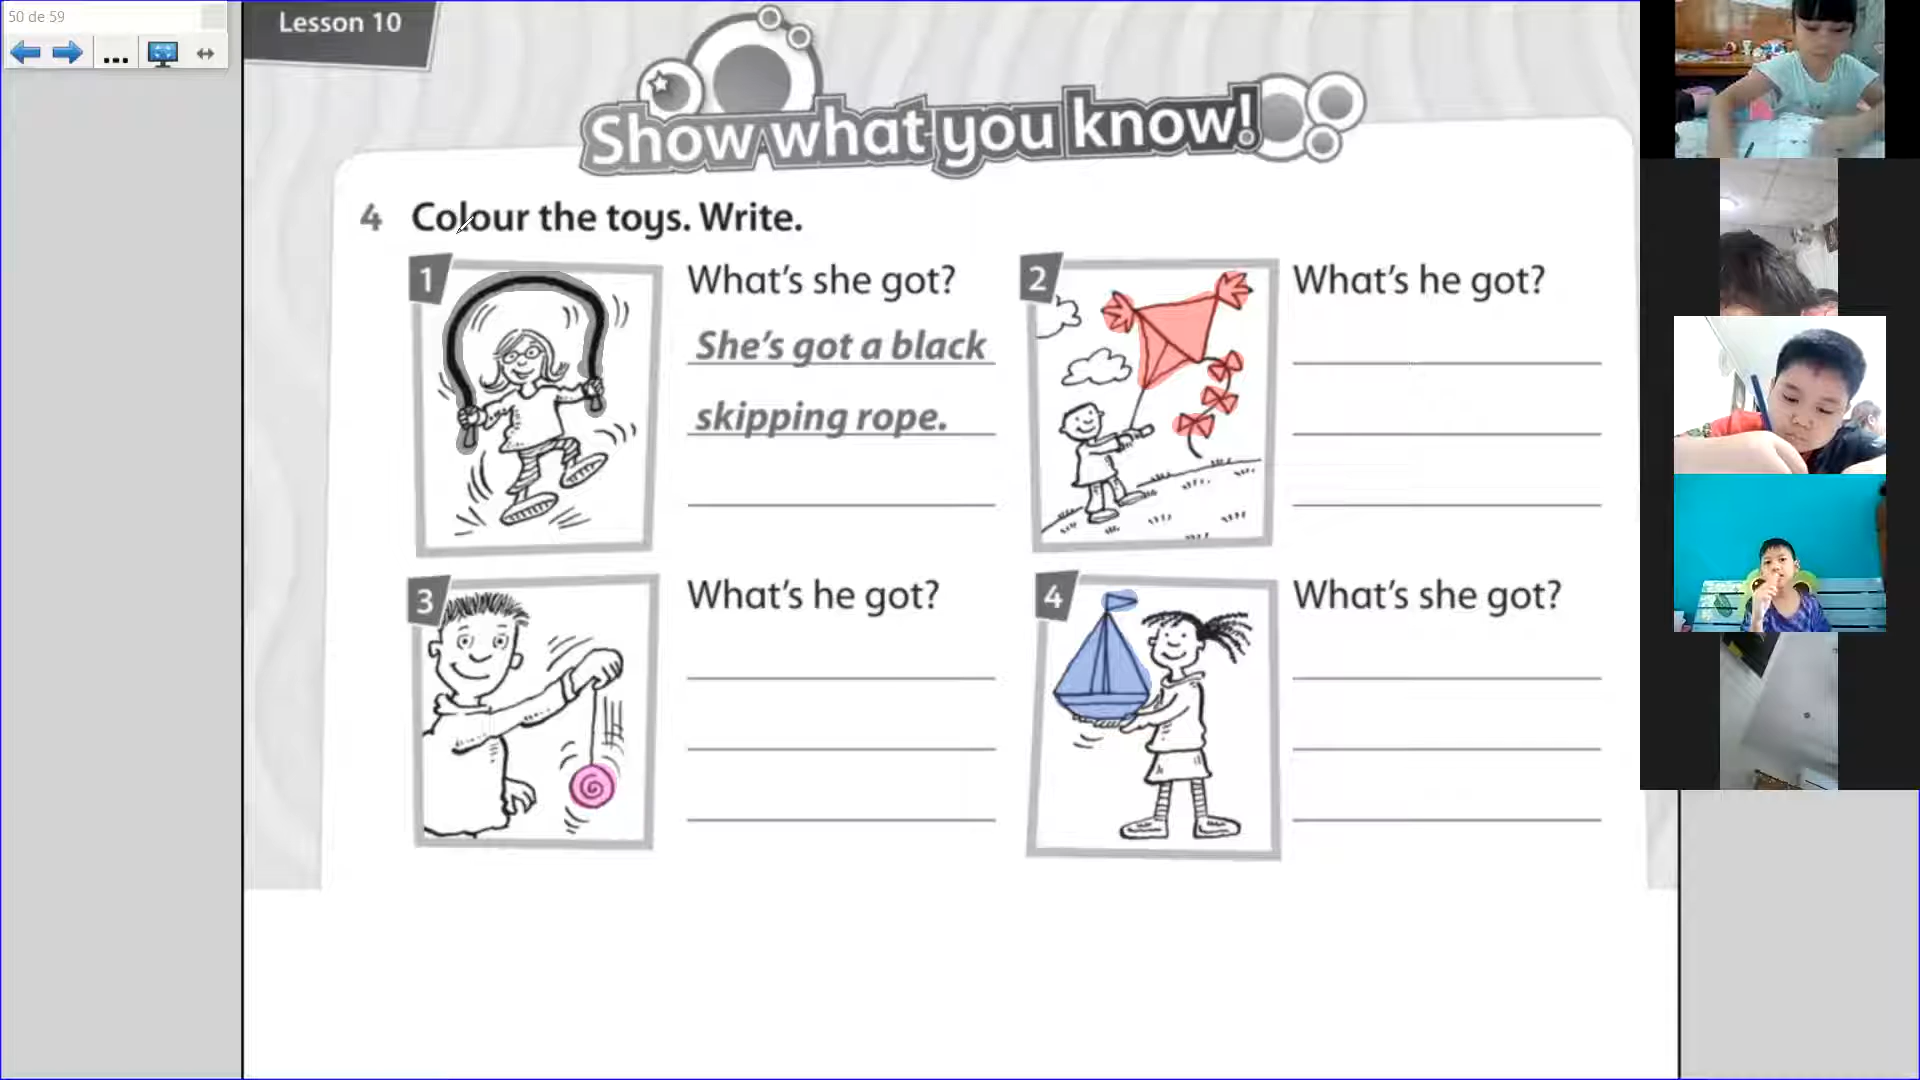 50 de 59
...
Lesson 10
Show what you know!
4 Colour the toys. Write.
1
What's she got?
She's got a black
skipping rope.
2
What's he got?
3
What's he got?
4
What's she got?